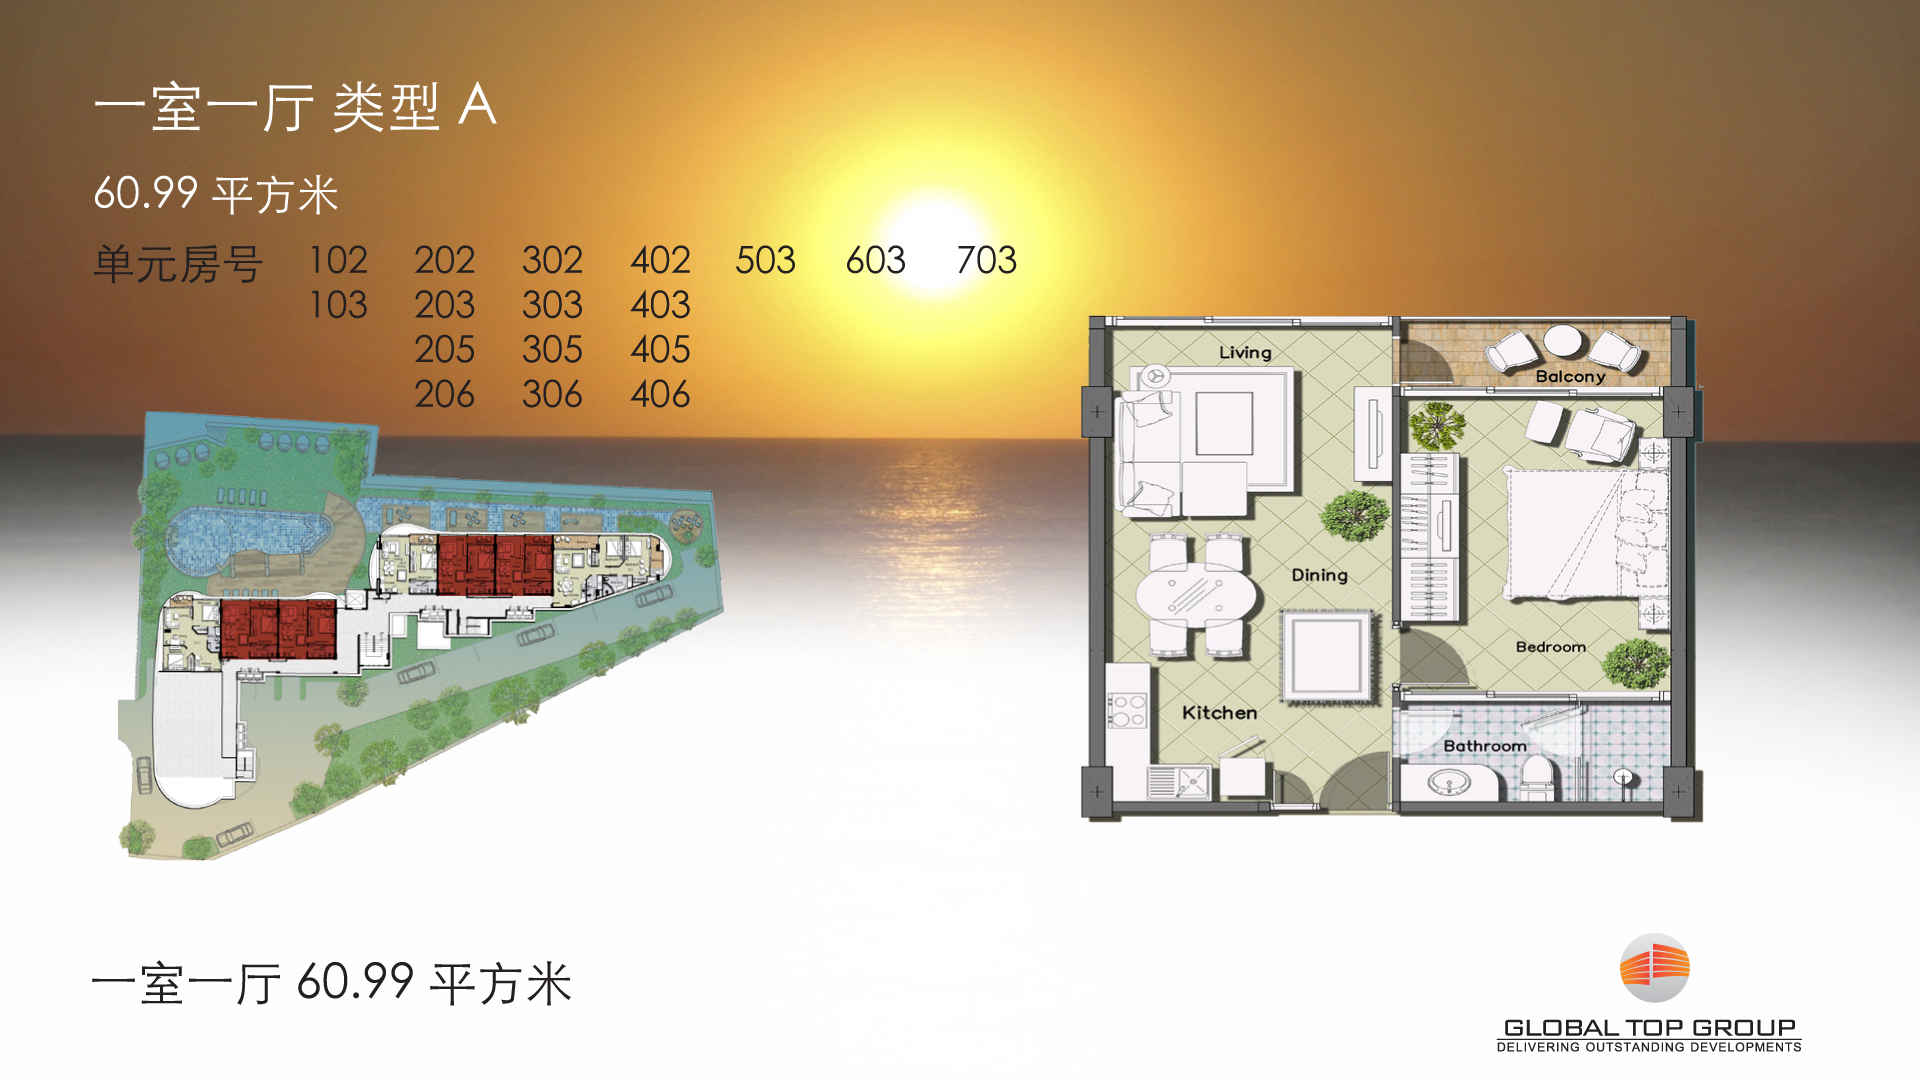 一室一厅 类型 A
60.99 平方米
单元房号 102 202 302 402 503 603 703
103 203 303 403
205 305 405
206 306 406
Living
Balcony
Dining
Bedroom
Kitchen
Bathroom
一室一厅 60.99 平方米
GLOBAL TOP GROUP
DELIVERING OUTSTANDING DEVELOPMENTS